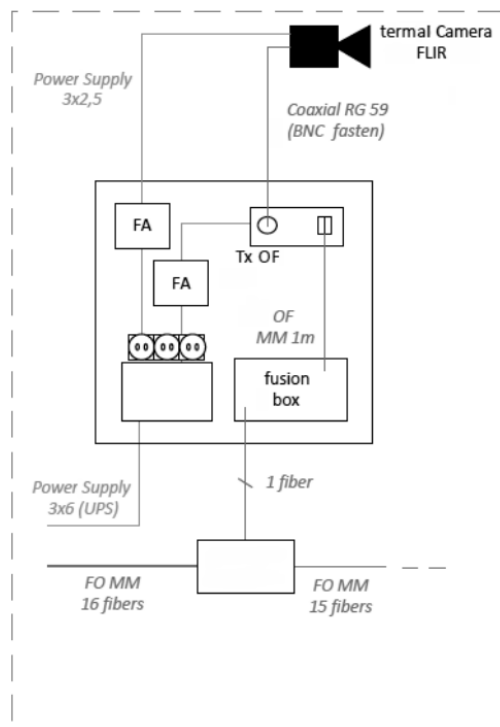 termal Camera
FLIR
Power Supply
3x2,5
Coaxial RG 59
(BNC fasten)
FA
Tx OF
FA
OF
MM 1m
fusion
box
Power Supply
3x6 (UPS)
1 fiber
FO MM
16 fibers
FO MM
15 fibers